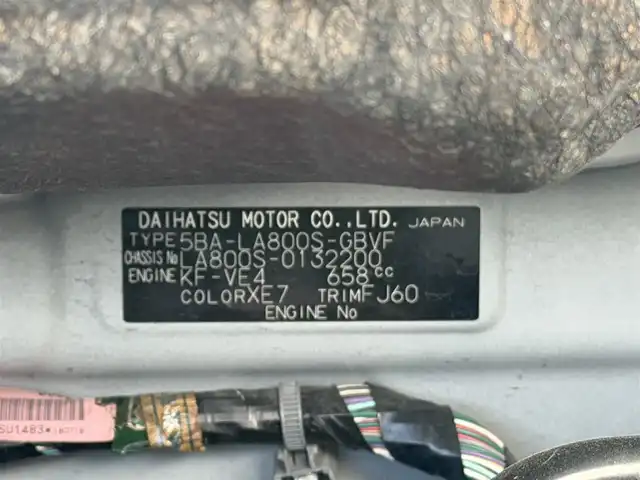 DAIHATSU MOTOR CO.,LTD. JAPAN
TYPE 5BA-LA800S-GBVF
CHASSIS No LA800S-0132200
ENGINE KF-VE4 658cc
COLOR XE7 TRIM FJ60
ENGINE No
SU1483*